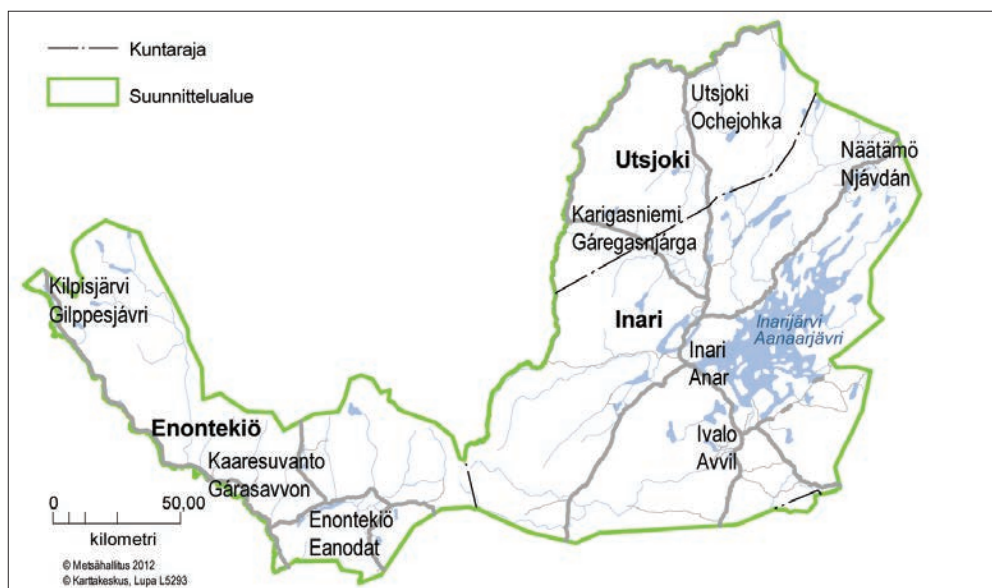 Kuntaraja
Suunnittelualue
Utsjoki
Ochejohka
Utsjoki
Näätämö
Njávdán
Karigasniemi
Gáregasnjárga
Kilpisjärvi
Gilppesjávri
Inari
Inarijärvi
Aanaarjävri
Inari
Anar
Enontekiö
Ivalo
Avvil
Kaaresuvanto
Gárasavvon
0 50,00
kilometri
Enontekiö
Eanodat
© Metsähallitus 2012
© Karttakeskus, Lupa L5293